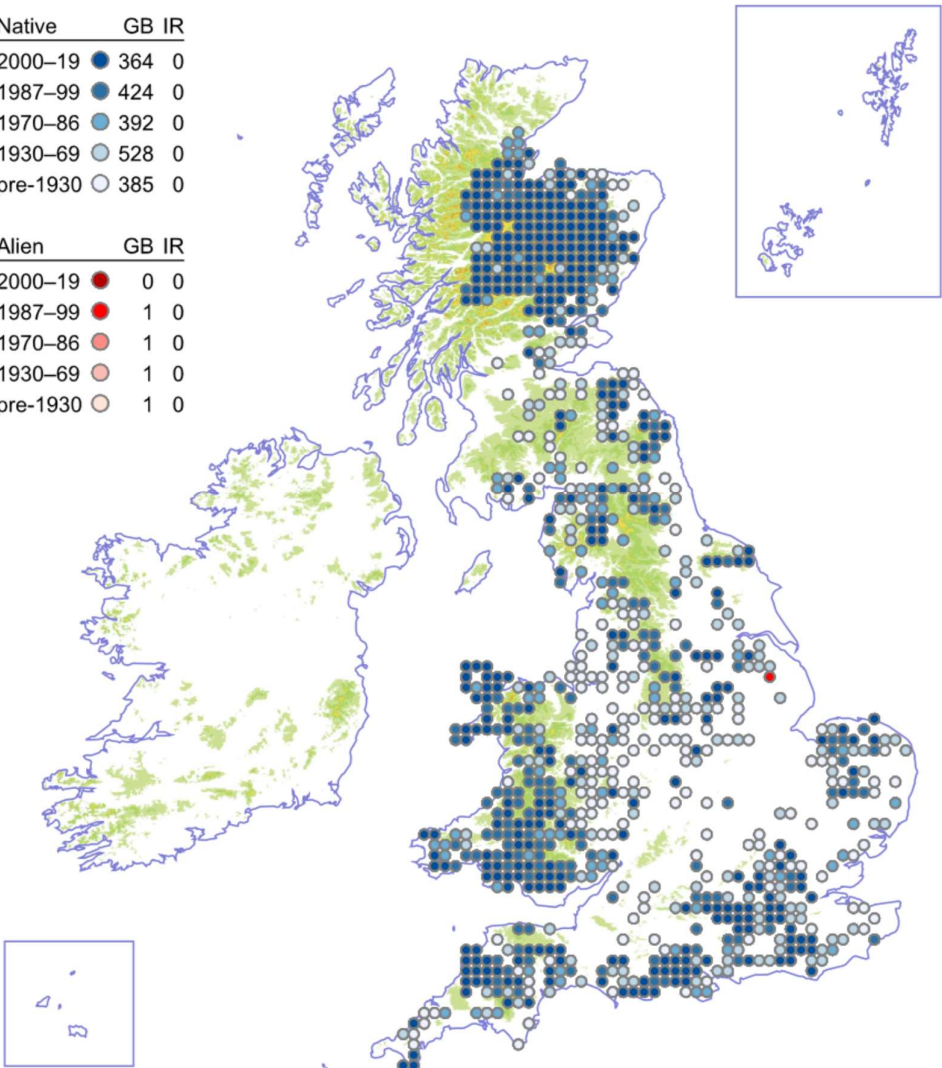 Native GB IR
2000–19 364 0
1987–99 424 0
1970–86 392 0
1930–69 528 0
pre-1930 385 0
Alien GB IR
2000–19 0 0
1987–99 1 0
1970–86 1 0
1930–69 1 0
pre-1930 1 0